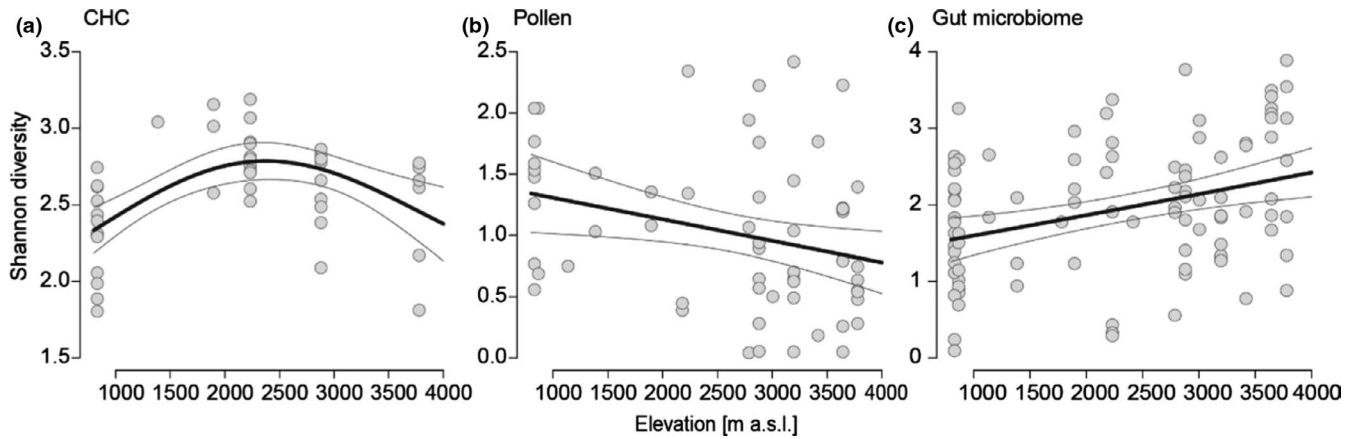 (a) CHC
(b) Pollen
(c) Gut microbiome
Shannon diversity
3.5
3.0
2.5
2.0
1.5
1000 1500 2000 2500 3000 3500 4000
2.5
2.0
1.5
1.0
0.5
0.0
1000 1500 2000 2500 3000 3500 4000
4
3
2
1
0
1000 1500 2000 2500 3000 3500 4000
Elevation [m a.s.l.]